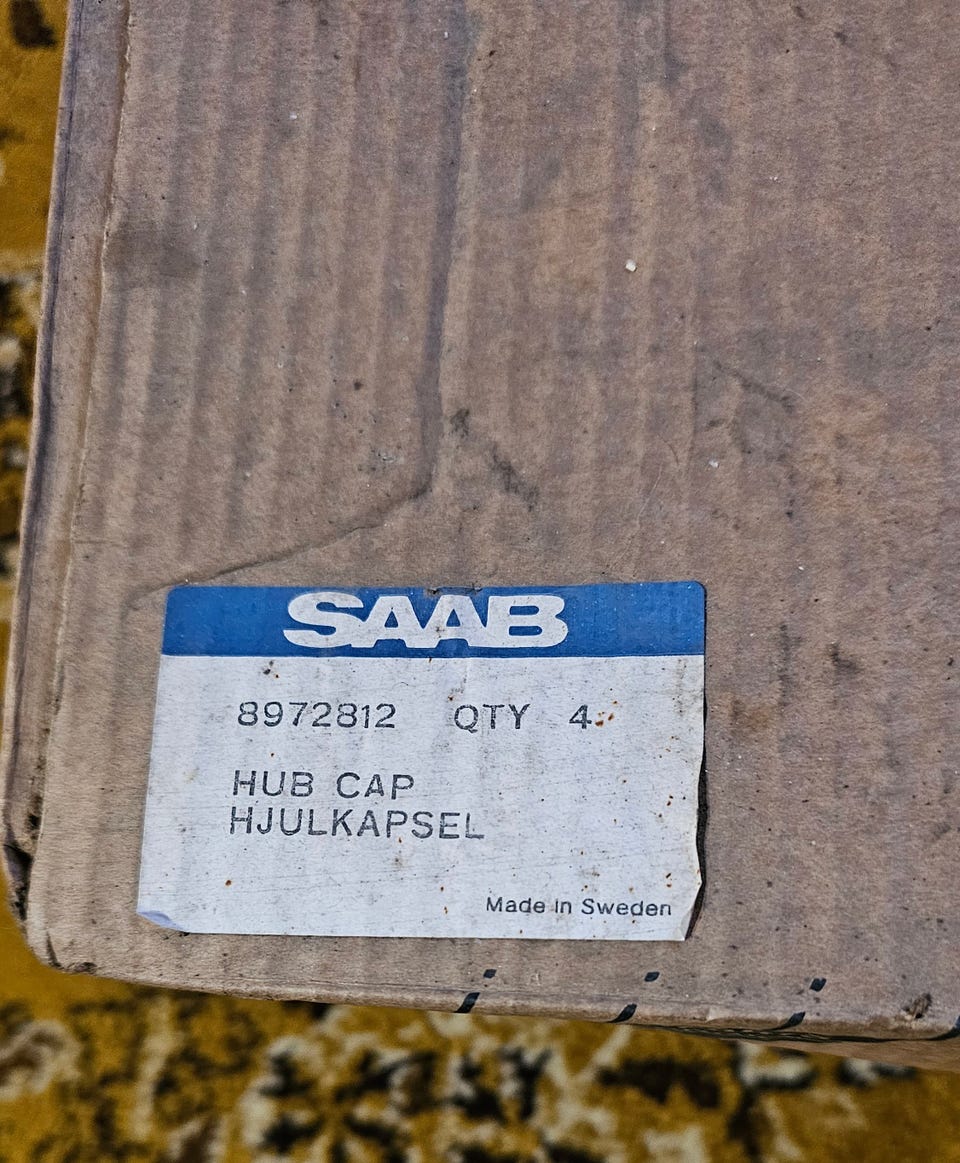 SAAB
8972812 QTY 4
HUB CAP
HJULKAPSEL
Made in Sweden